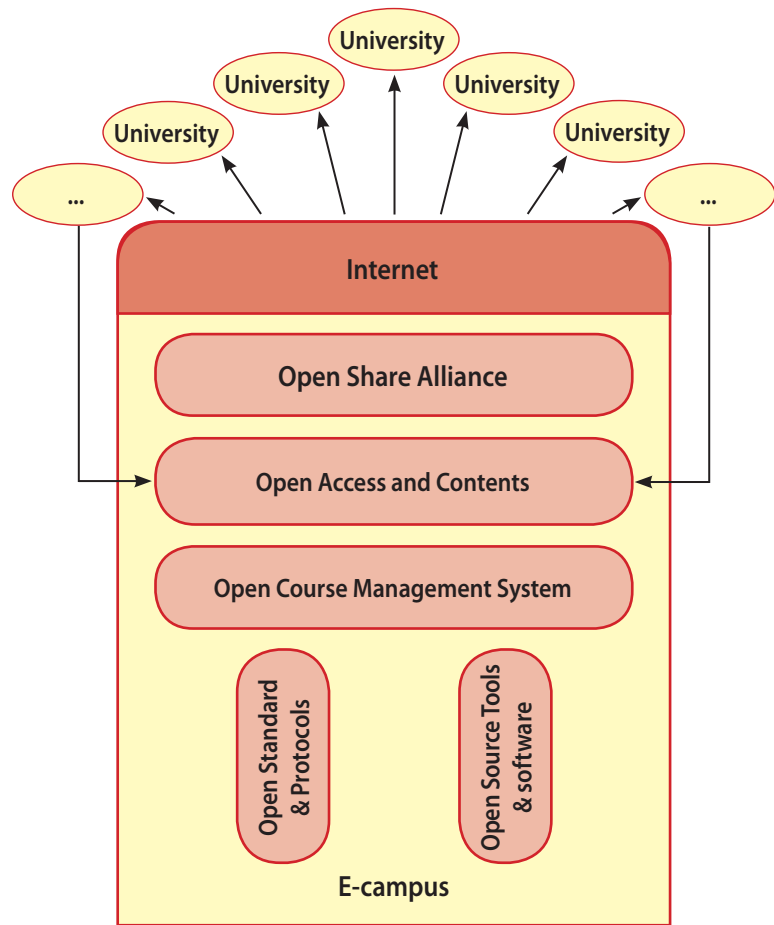 University
University
University
University
University
...
...
Internet
Open Share Alliance
Open Access and Contents
Open Course Management System
Open Standard
& Protocols
Open Source Tools
& software
E-campus